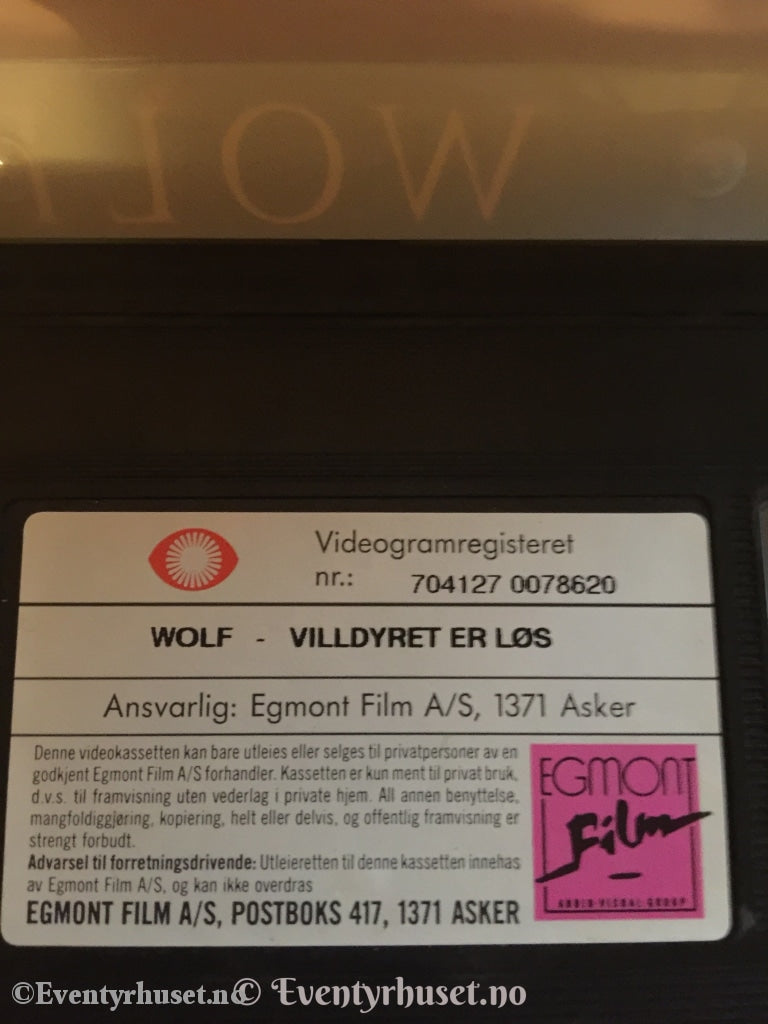 WOL
Videogramregisteret
nr.: 704127 0078620
WOLF - VILLDYRET ER LØS
Ansvarlig: Egmont Film A/S, 1371 Asker
Denne videokassetten kan bare utleies eller selges til privatpersoner av en
godkjent Egmont Film A/S forhandler. Kassetten er kun ment til privat bruk,
d.v.s. til framvisning uten vederlag i private hjem. All annen benyttelse,
mangfoldiggjøring, kopiering, helt eller delvis, og offentlig framvisning er
strengt forbudt.
Advarsel til forretningsdrivende: Utleieretten til denne kassetten innehas
av Egmont Film A/S, og kan ikke overdras
EGMONT FILM A/S, POSTBOKS 417, 1371 ASKER
EGMONT
Film
AUDIO VISUAL GROUP
©Eventyrhuset.no
© Eventyrhuset.no